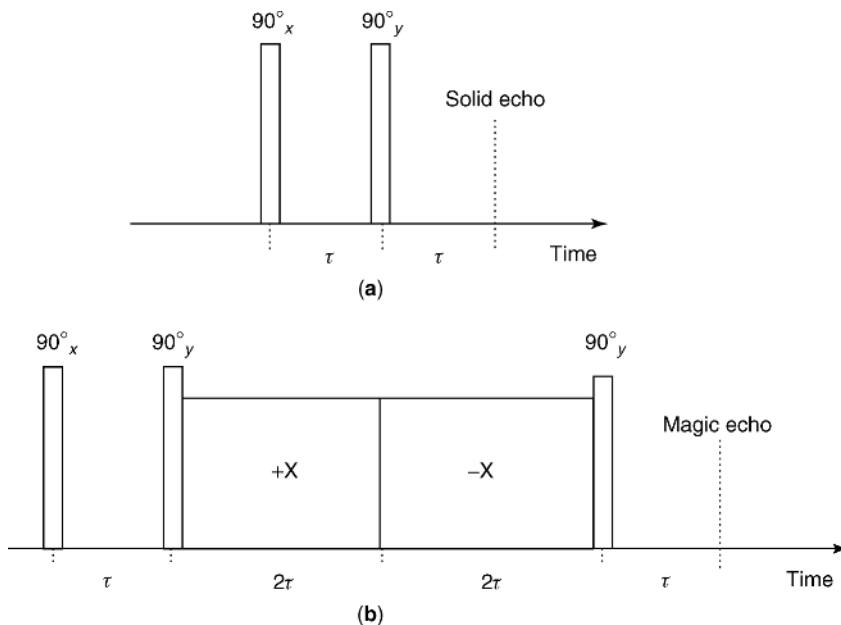 90°x 90°y
Solid echo
Time
τ τ
(a)
90°x 90°y 90°y
Magic echo
+X –X
Time
τ 2τ 2τ τ
(b)